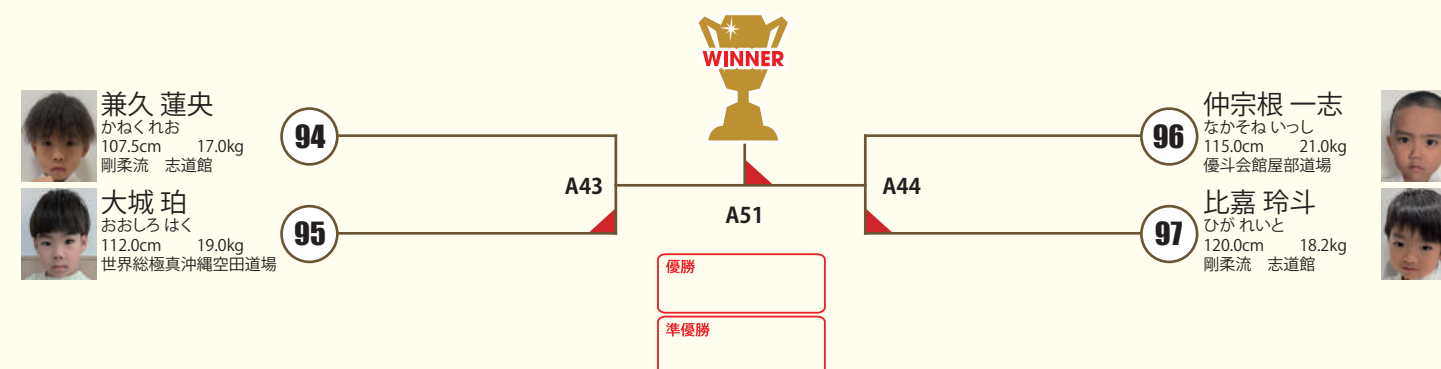 WINNER
兼久 蓮央
かねくれお
107.5cm 17.0kg
剛柔流 志道館
94
大城 珀
おおしろ はく
112.0cm 19.0kg
世界総極真沖縄空田道場
95
A43
A51
A44
96
仲宗根 一志
なかそね いっし
115.0cm 21.0kg
優斗会館屋部道場
97
比嘉 玲斗
ひが れいと
120.0cm 18.2kg
剛柔流 志道館
優勝
準優勝